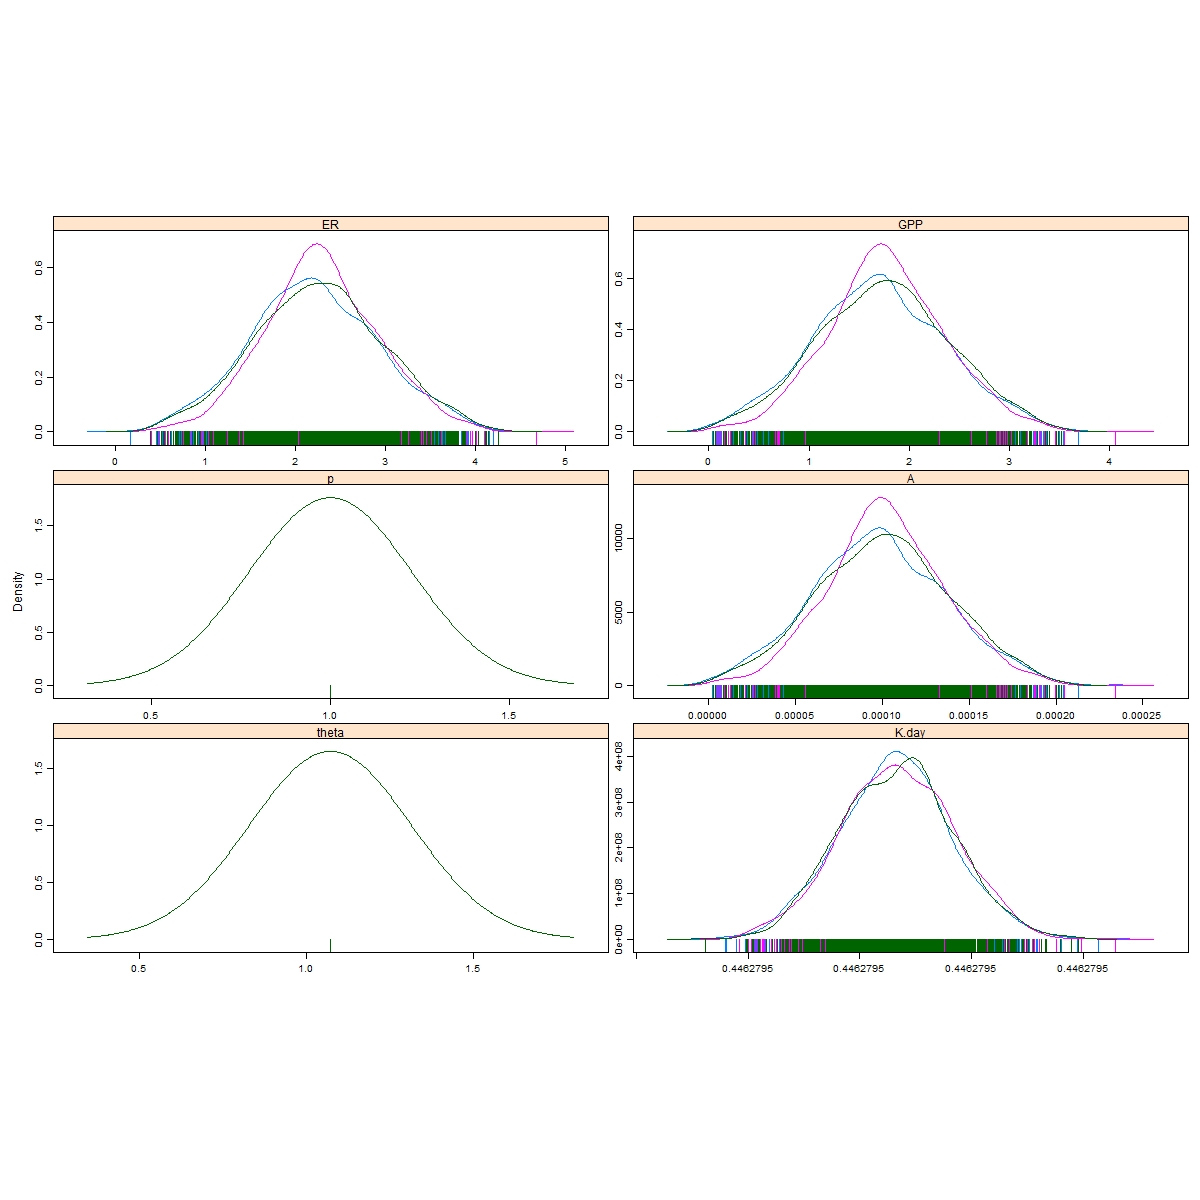 ER
0.0 0.2 0.4 0.6
0 1 2 3 4 5
GPP
0.0 0.2 0.4 0.6
0 1 2 3 4
Density
p
0.0 0.5 1.0 1.5
0.5 1.0 1.5
A
0 5000 10000
0.00000 0.00005 0.00010 0.00015 0.00020 0.00025
theta
0.0 0.5 1.0 1.5
0.5 1.0 1.5
K.day
0e+00 1e+08 2e+08 3e+08 4e+08
0.4462795 0.4462795 0.4462795 0.4462795